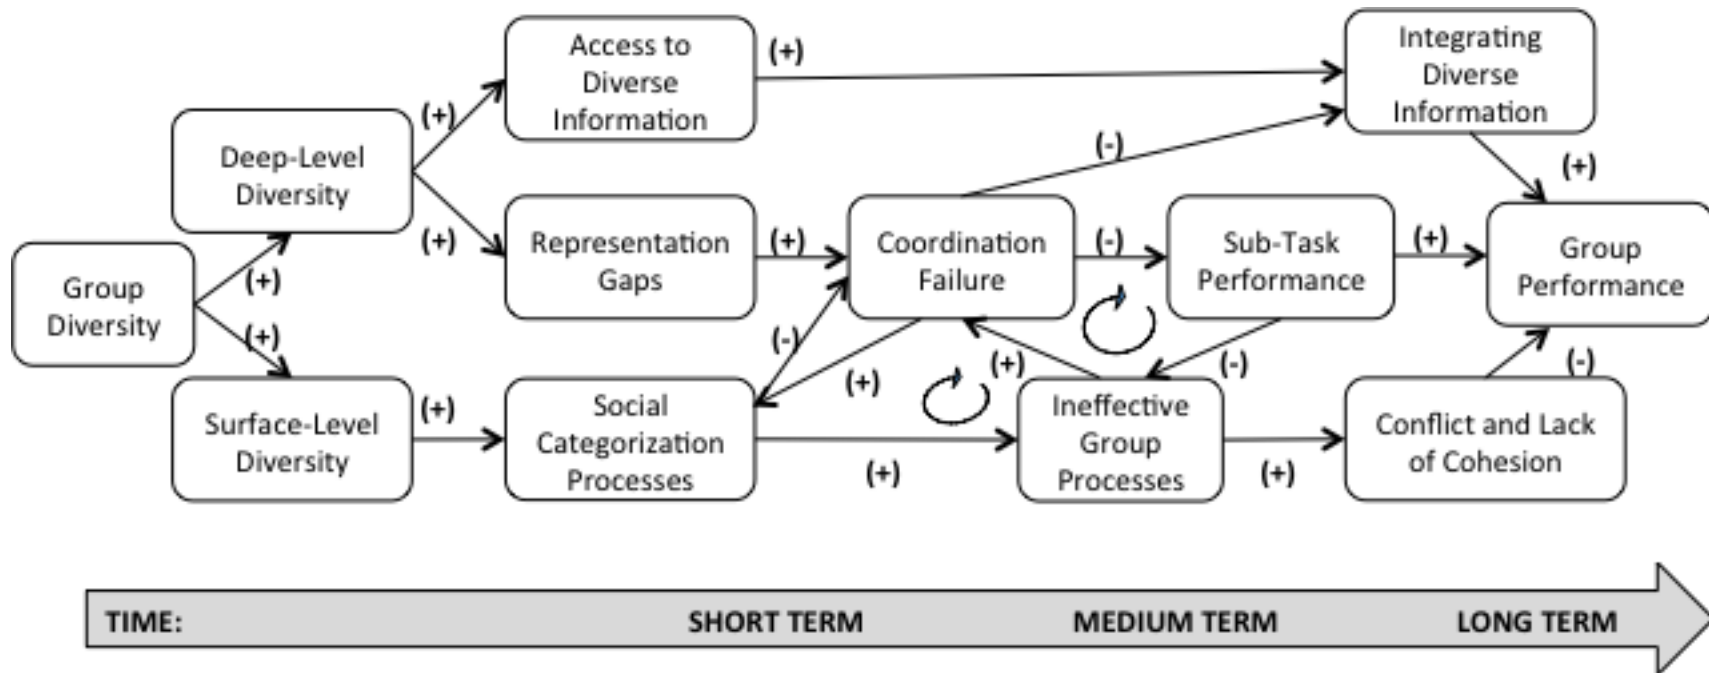 Access to
Diverse
Information
(+)
Integrating
Diverse
Information
(+)
Deep-Level
Diversity
(-)
(+)
(+)
Representation
Gaps
(+)
Coordination
Failure
(-)
Sub-Task
Performance
(+)
Group
Performance
Group
Diversity
(+)
(+)
(-)
(+)
(+)
(-)
(-)
Surface-Level
Diversity
(+)
Social
Categorization
Processes
(+)
Ineffective
Group
Processes
(+)
Conflict and Lack
of Cohesion
TIME:
SHORT TERM
MEDIUM TERM
LONG TERM